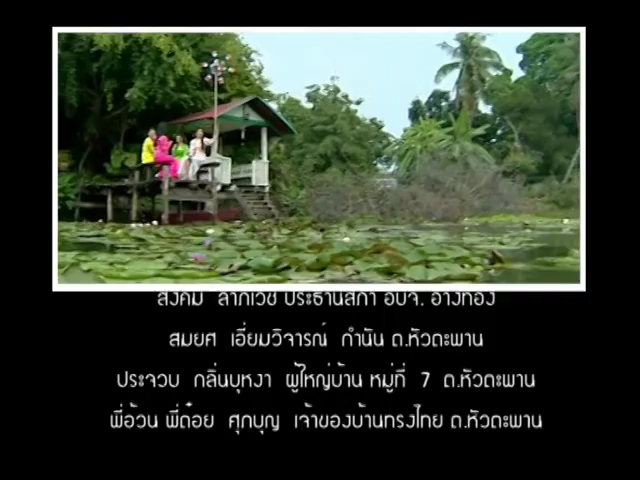 สังคม ลาภเวช ประธานสภา อบจ. อ่างทอง
สมยศ เอี่ยมวิจารณ์ กำนัน ต.หัวตะพาน
ประจวบ กลิ่นบุหงา ผู้ใหญ่บ้าน หมู่ที่ 7 ต.หัวตะพาน
พี่อ้วน พี่ต๋อย ศุภบุญ เจ้าของบ้านทรงไทย ต.หัวตะพาน